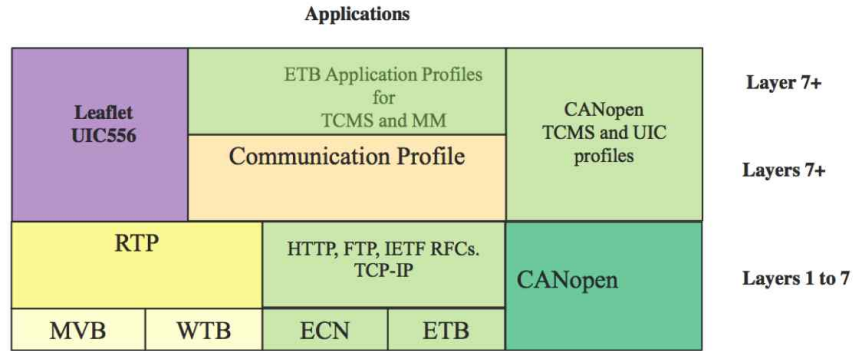 Applications
Leaflet
UIC556
ETB Application Profiles
for
TCMS and MM
Communication Profile
CANopen
TCMS and UIC
profiles
Layer 7+
Layers 7+
RTP
HTTP, FTP, IETF RFCs.
TCP-IP
CANopen
Layers 1 to 7
MVB
WTB
ECN
ETB